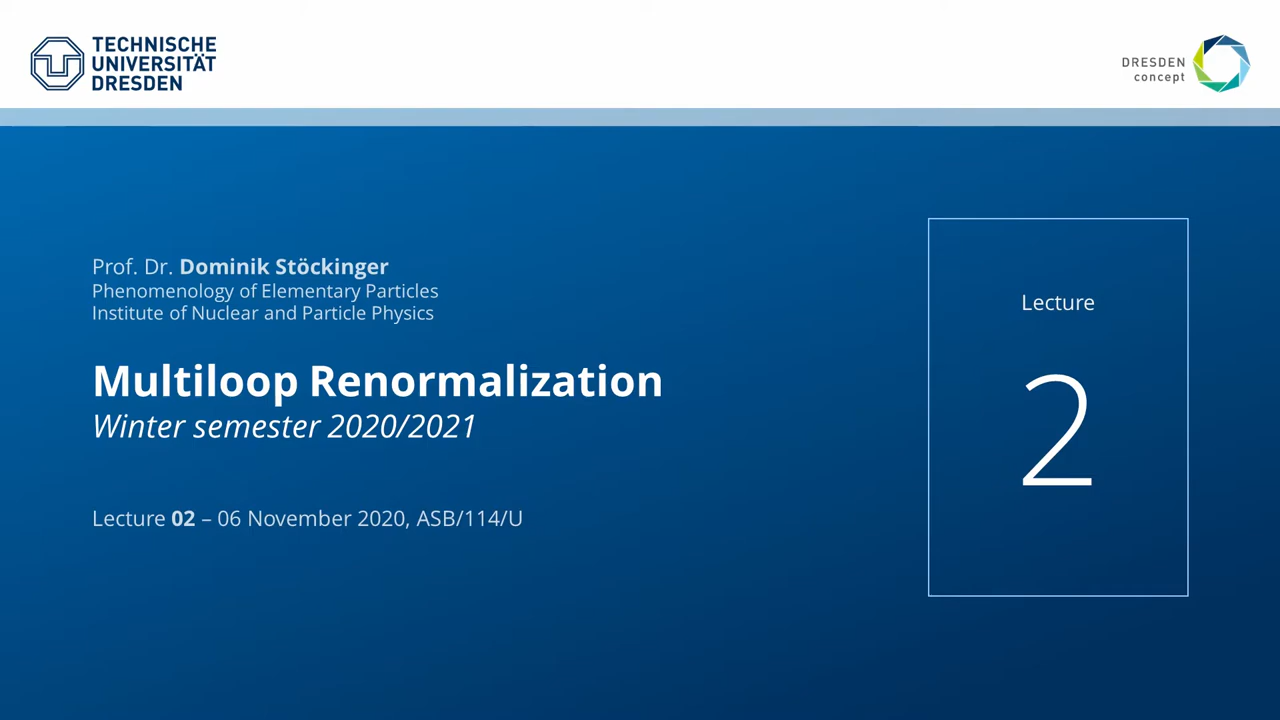 TECHNISCHE
UNIVERSITÄT
DRESDEN
DRESDEN
concept
Prof. Dr. Dominik Stöckinger
Phenomenology of Elementary Particles
Institute of Nuclear and Particle Physics
Multiloop Renormalization
Winter semester 2020/2021
Lecture 02 – 06 November 2020, ASB/114/U
Lecture
2